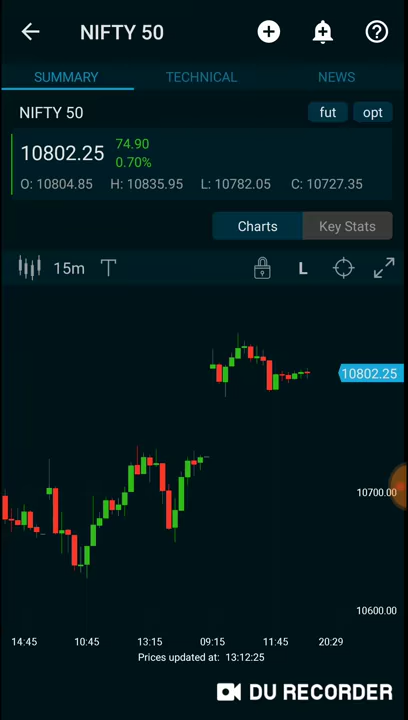 NIFTY 50
SUMMARY TECHNICAL NEWS
NIFTY 50 fut opt
10802.25 74.90
0.70%
O: 10804.85 H: 10835.95 L: 10782.05 C: 10727.35
Charts Key Stats
15m T L
10802.25
10700.00
10600.00
14:45 10:45 13:15 09:15 11:45 20:29
Prices updated at: 13:12:25
DU RECORDER